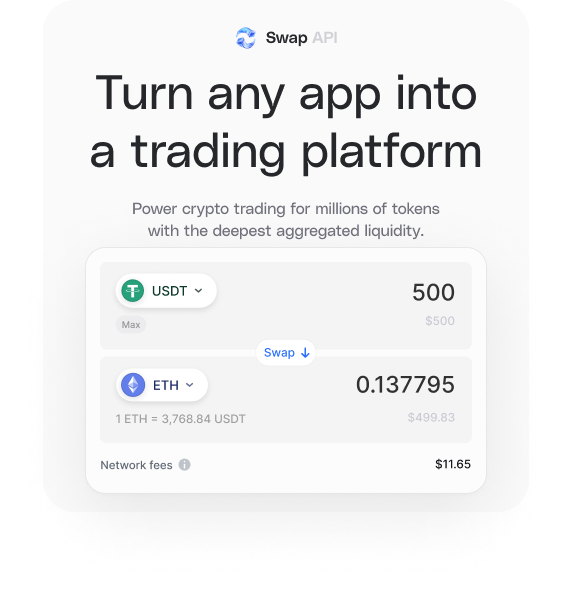 Swap API
Turn any app into
a trading platform
Power crypto trading for millions of tokens
with the deepest aggregated liquidity.
USDT 500
Max $500
Swap ↓
ETH 0.137795
1 ETH = 3,768.84 USDT $499.83
Network fees $11.65